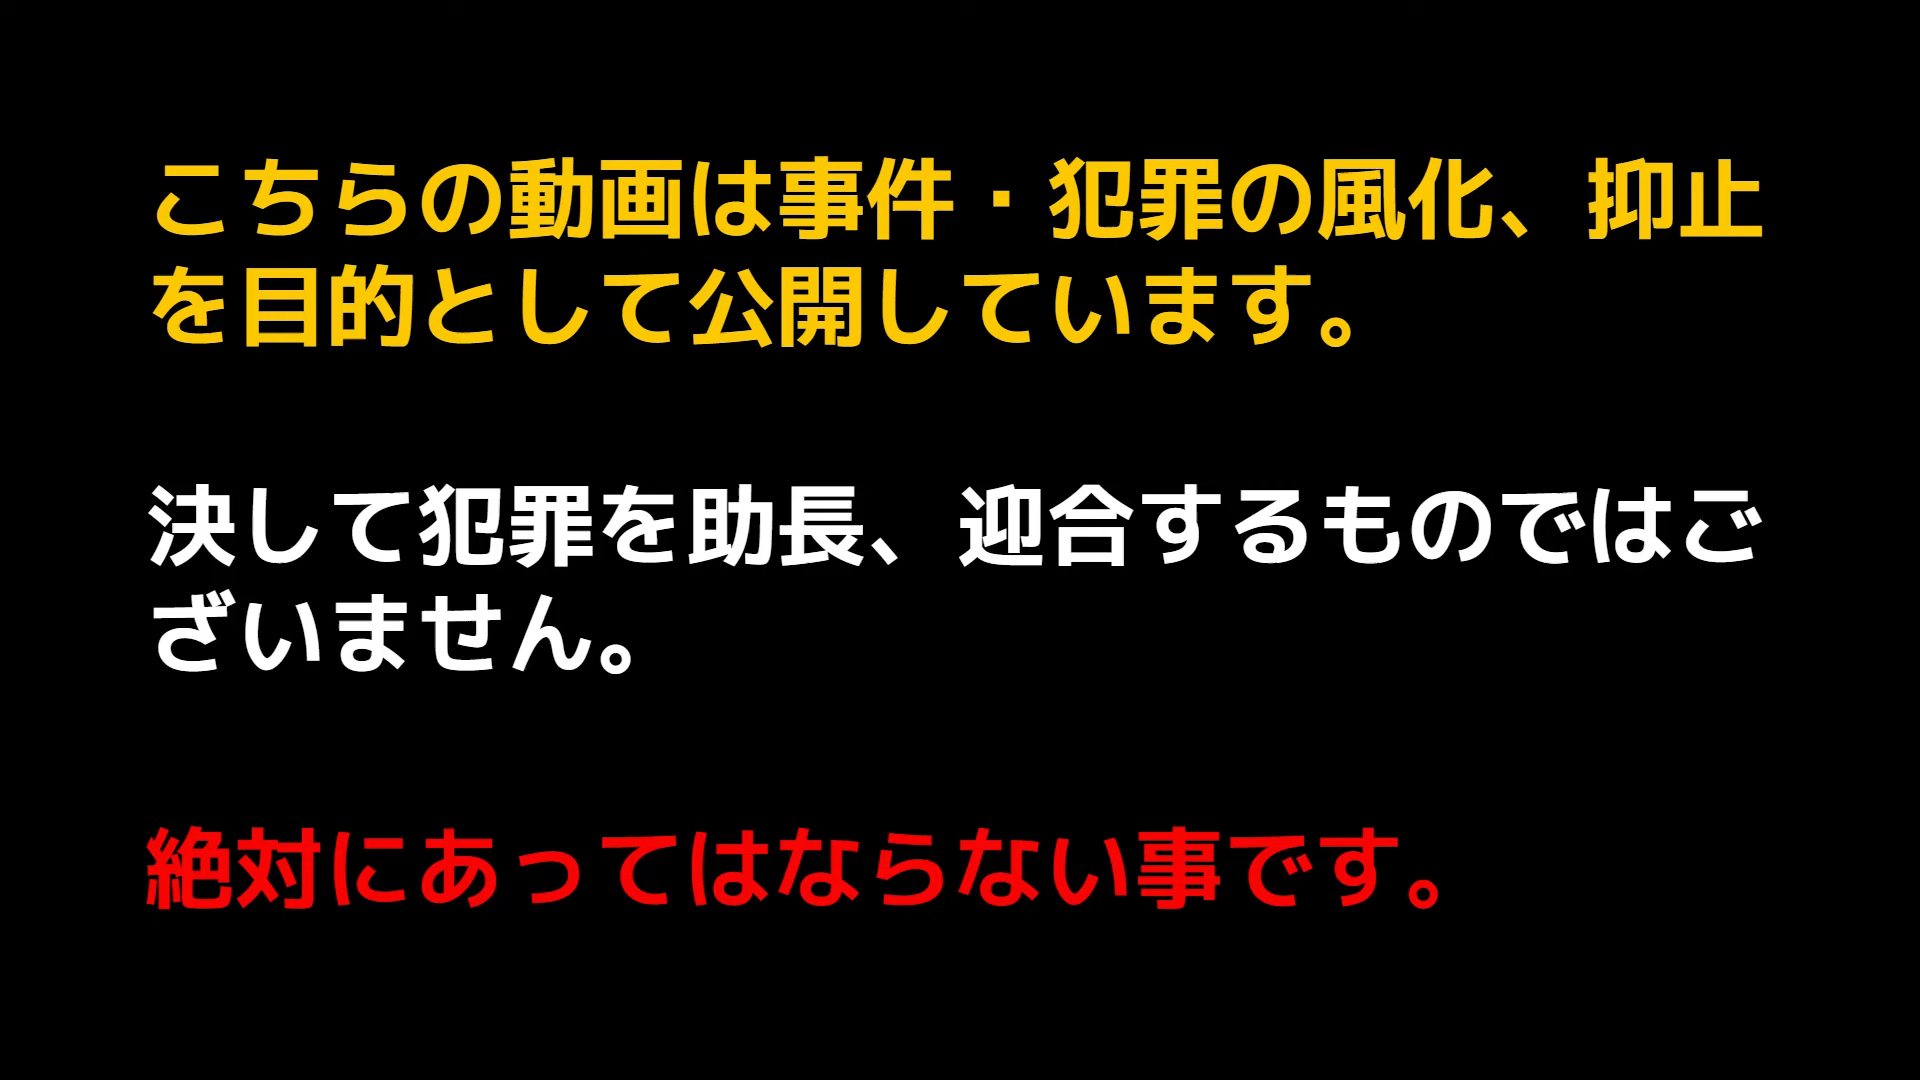 こちらの動画は事件・犯罪の風化、抑止
を目的として公開しています。
決して犯罪を助長、迎合するものではご
ざいません。
絶対にあってはならない事です。